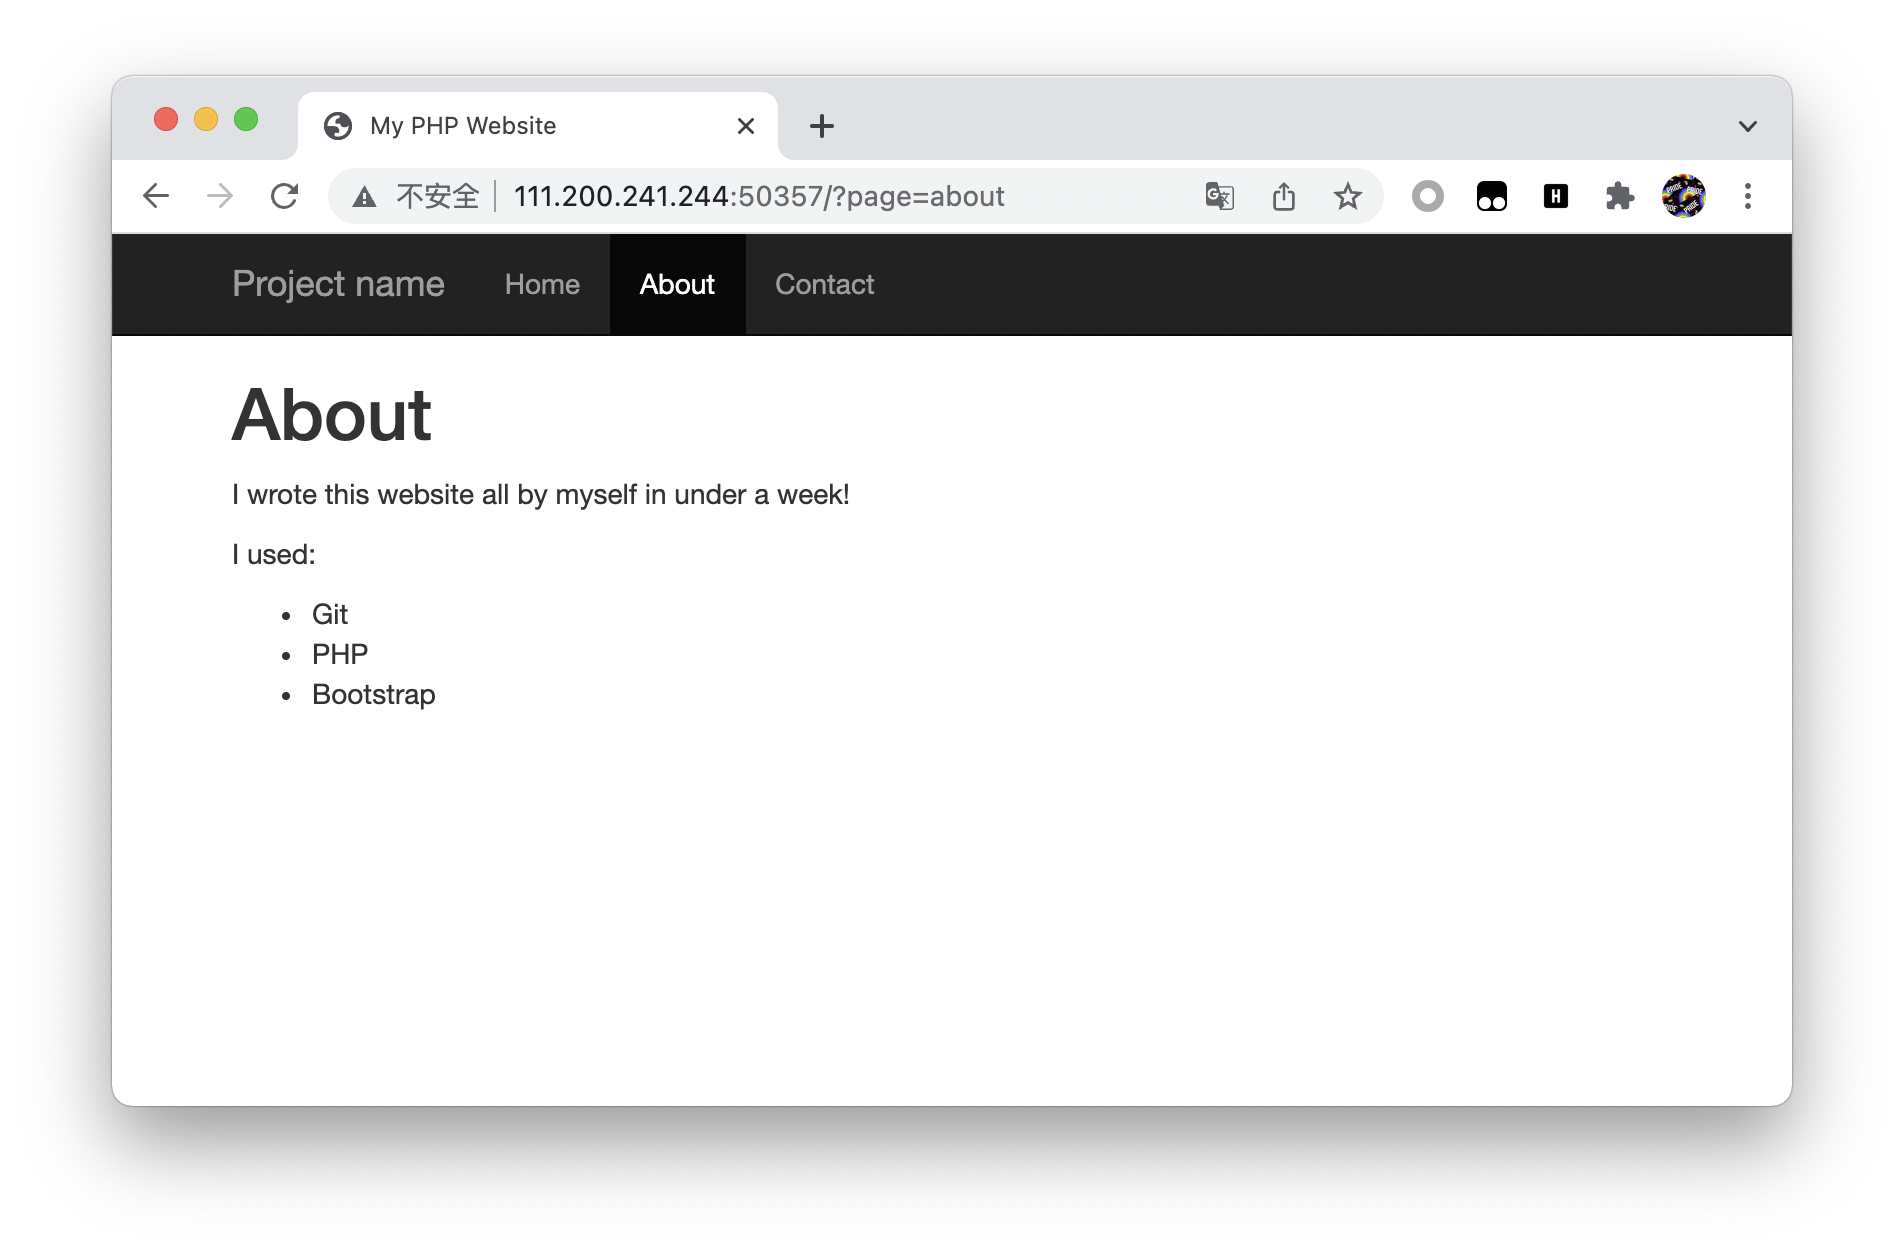 My PHP Website
不安全 111.200.241.244:50357/?page=about
Project name Home About Contact
About
I wrote this website all by myself in under a week!
I used:
Git
PHP
Bootstrap